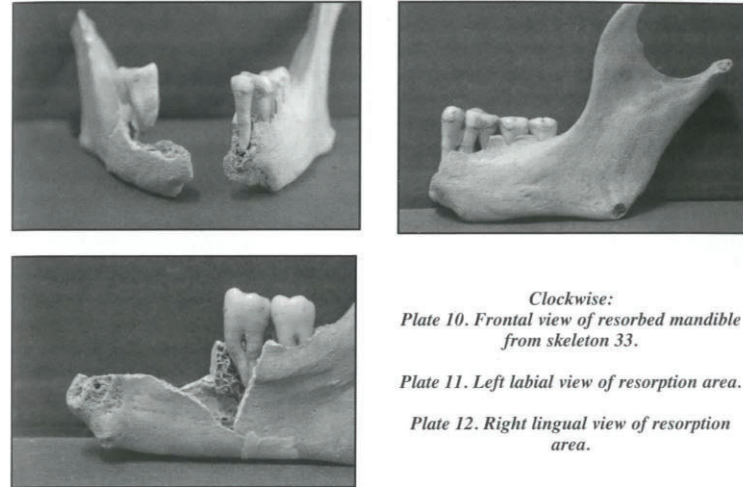 Clockwise:
Plate 10. Frontal view of resorbed mandible
from skeleton 33.
Plate 11. Left labial view of resorption area.
Plate 12. Right lingual view of resorption
area.